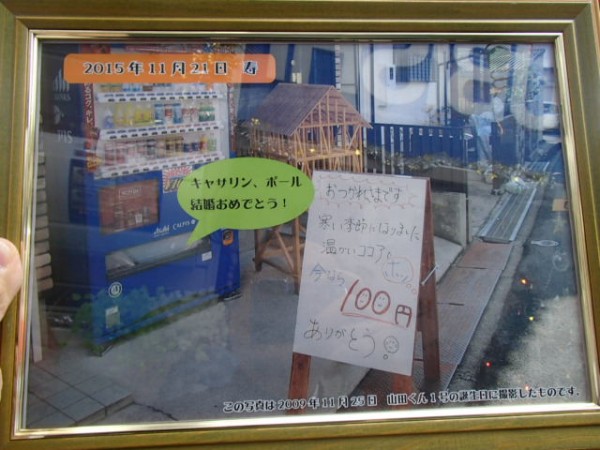 2015年11月21日 寿
キャサリン、ポール
結婚おめでとう！
おつかれさまです
寒い季節になりました
温かいココアも
今なら
100円
ありがとう!
Asahi CALPIS
この写真は2009年11月25日 山田くん1号の誕生日に撮影したものです。